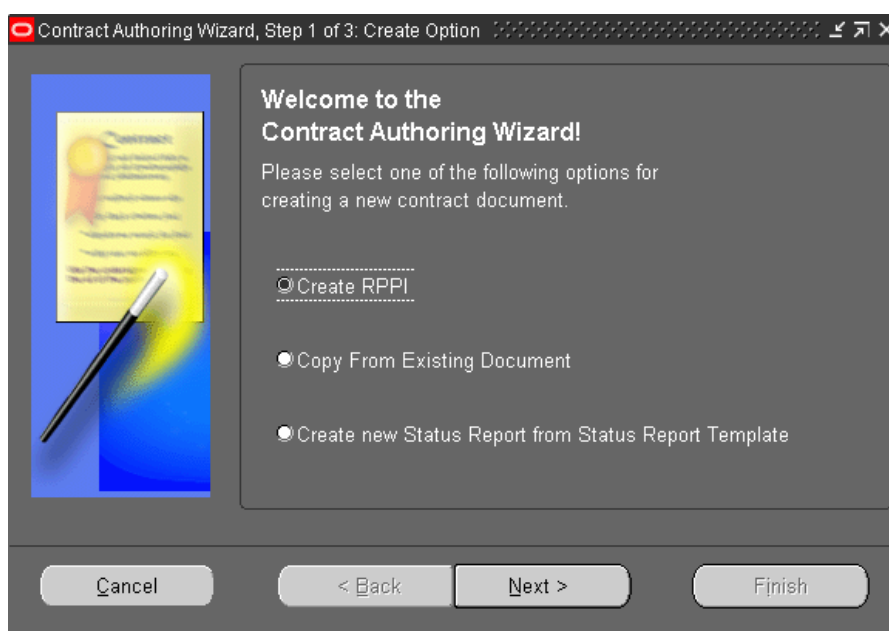 Contract Authoring Wizard, Step 1 of 3: Create Option
Welcome to the
Contract Authoring Wizard!
Please select one of the following options for
creating a new contract document.
Create RPPI
Copy From Existing Document
Create new Status Report from Status Report Template
Cancel
< Back
Next >
Finish